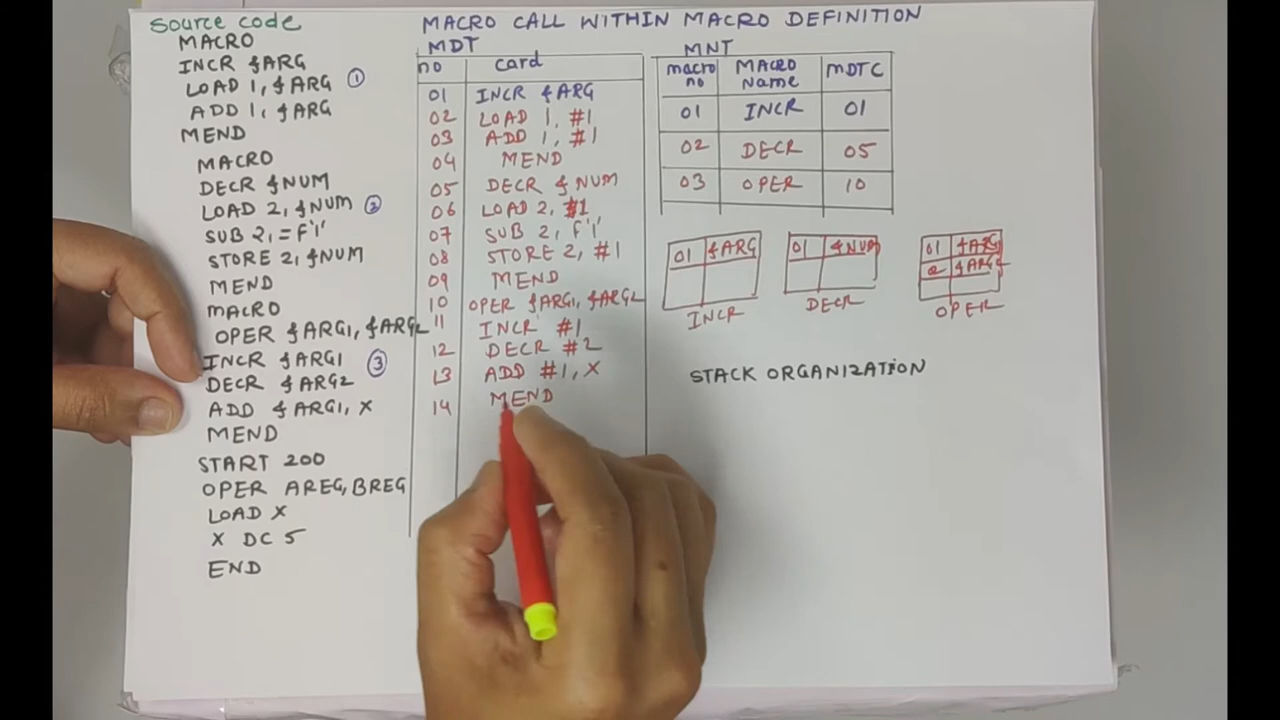 Source code
MACRO
INCR &ARG
LOAD 1, &ARG ①
ADD 1, &ARG
MEND
MACRO
DECR &NUM
LOAD 2, &NUM ②
SUB 2, = F'1'
STORE 2, &NUM
MEND
MACRO
OPER &ARG1, &ARG2
INCR &ARG1
DECR &ARG2 ③
ADD &ARG1, X
MEND
START 200
OPER AREG, BREG
LOAD X
X DC 5
END
MACRO CALL WITHIN MACRO DEFINITION
MDT
no card
01 INCR &ARG
02 LOAD 1, #1
03 ADD 1, #1
04 MEND
05 DECR &NUM
06 LOAD 2, #1
07 SUB 2, F'1'
08 STORE 2, #1
09 MEND
10 OPER &ARG1, &ARG2
11 INCR #1
12 DECR #2
13 ADD #1, X
14 MEND
MNT
macro no MACRO Name MDTC
01 INCR 01
02 DECR 05
03 OPER 10
01 &ARG
INCR
01 &NUM
DECR
01 &ARG1
2 &ARG2
OPER
STACK ORGANIZATION